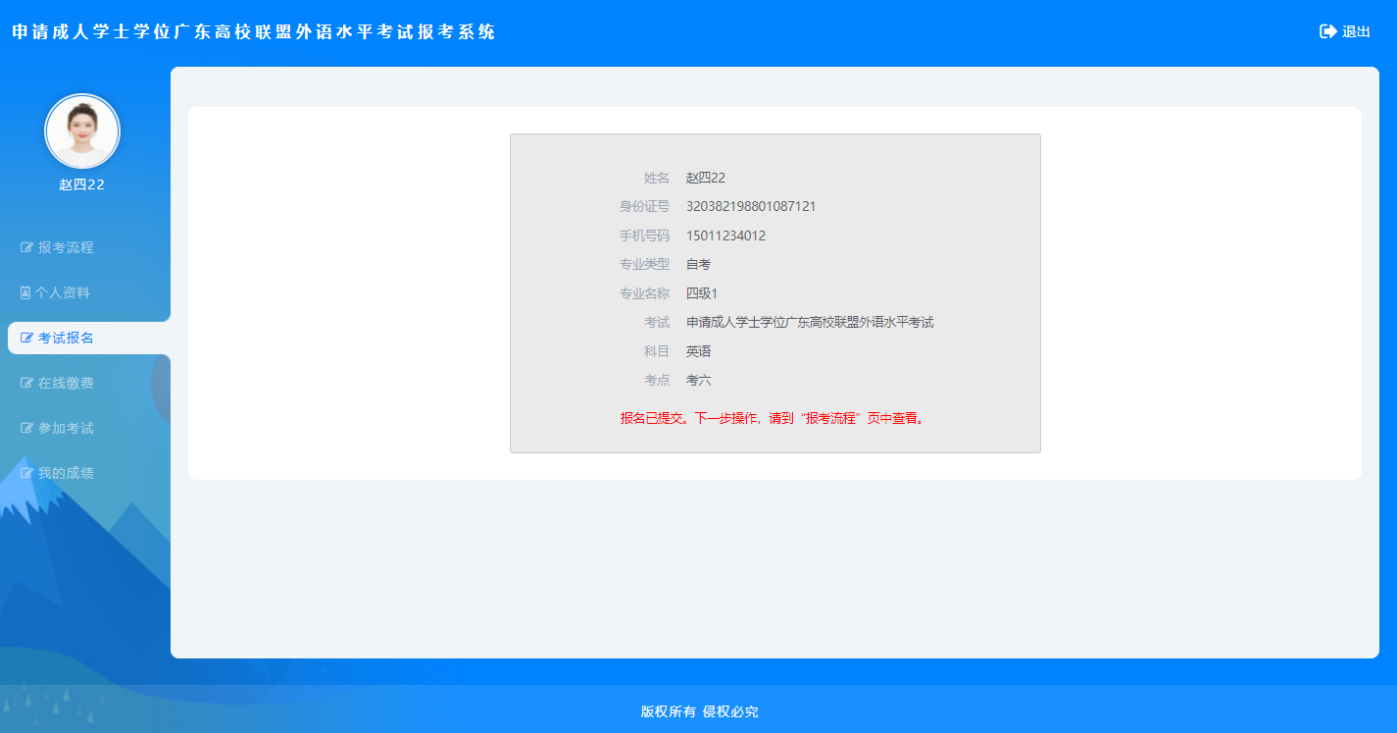 申请成人学士学位广东高校联盟外语水平考试报考系统
退出
赵四22
报考流程
个人资料
考试报名
在线缴费
参加考试
我的成绩
姓名 赵四22
身份证号 320382198801087121
手机号码 15011234012
专业类型 自考
专业名称 四级1
考试 申请成人学士学位广东高校联盟外语水平考试
科目 英语
考点 考六
报名已提交。下一步操作，请到“报考流程”页中查看。
版权所有 侵权必究